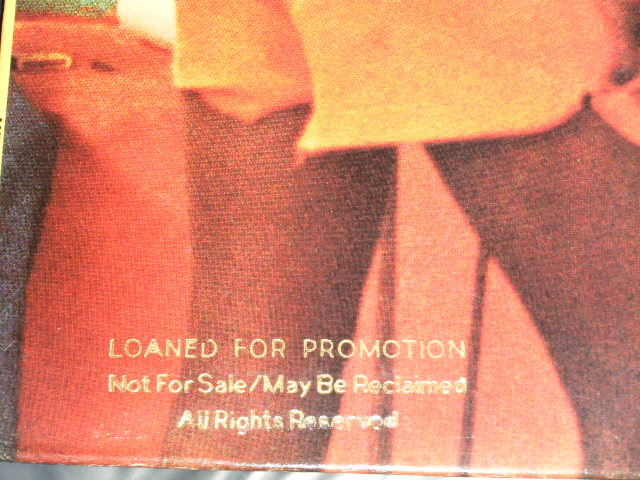 LOANED FOR PROMOTION
Not For Sale/May Be Reclaimed
All Rights Reserved